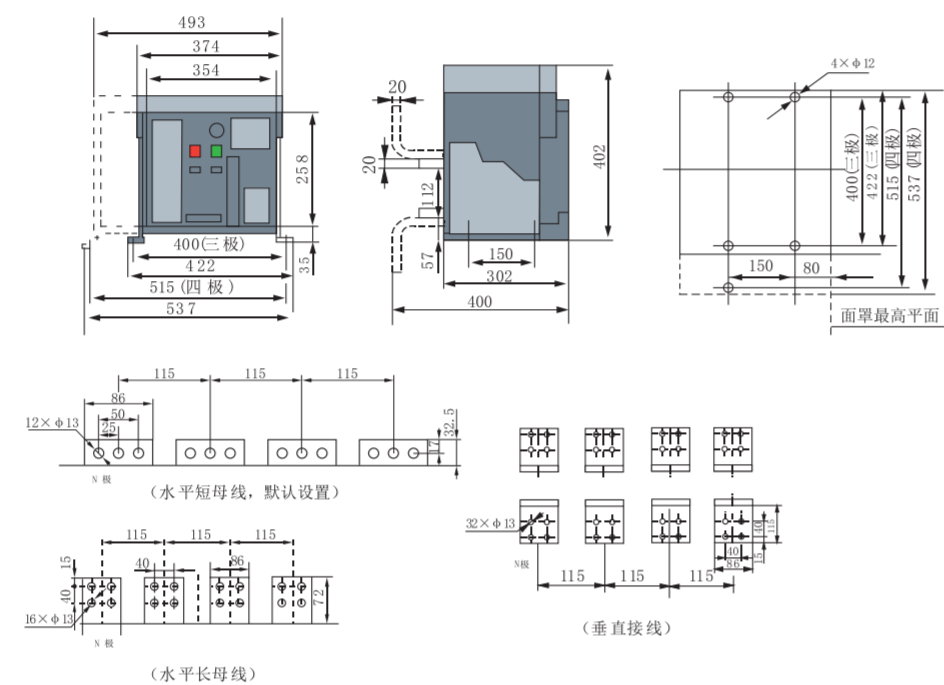 493
374
354
258
35
400(三极)
422
515(四极)
537
20
20
112
57
402
150
302
400
4×φ12
400(三极)
422(三极)
515(四极)
537(四极)
150
80
面罩最高平面
115
115
115
86
50
25
12×φ13
32.5
17
N 极
(水平短母线，默认设置)
115
115
115
15
40
40
86
72
16×φ13
N 极
(水平长母线)
32×φ13
N极
40
115
40
86
15
115
115
115
(垂直接线)